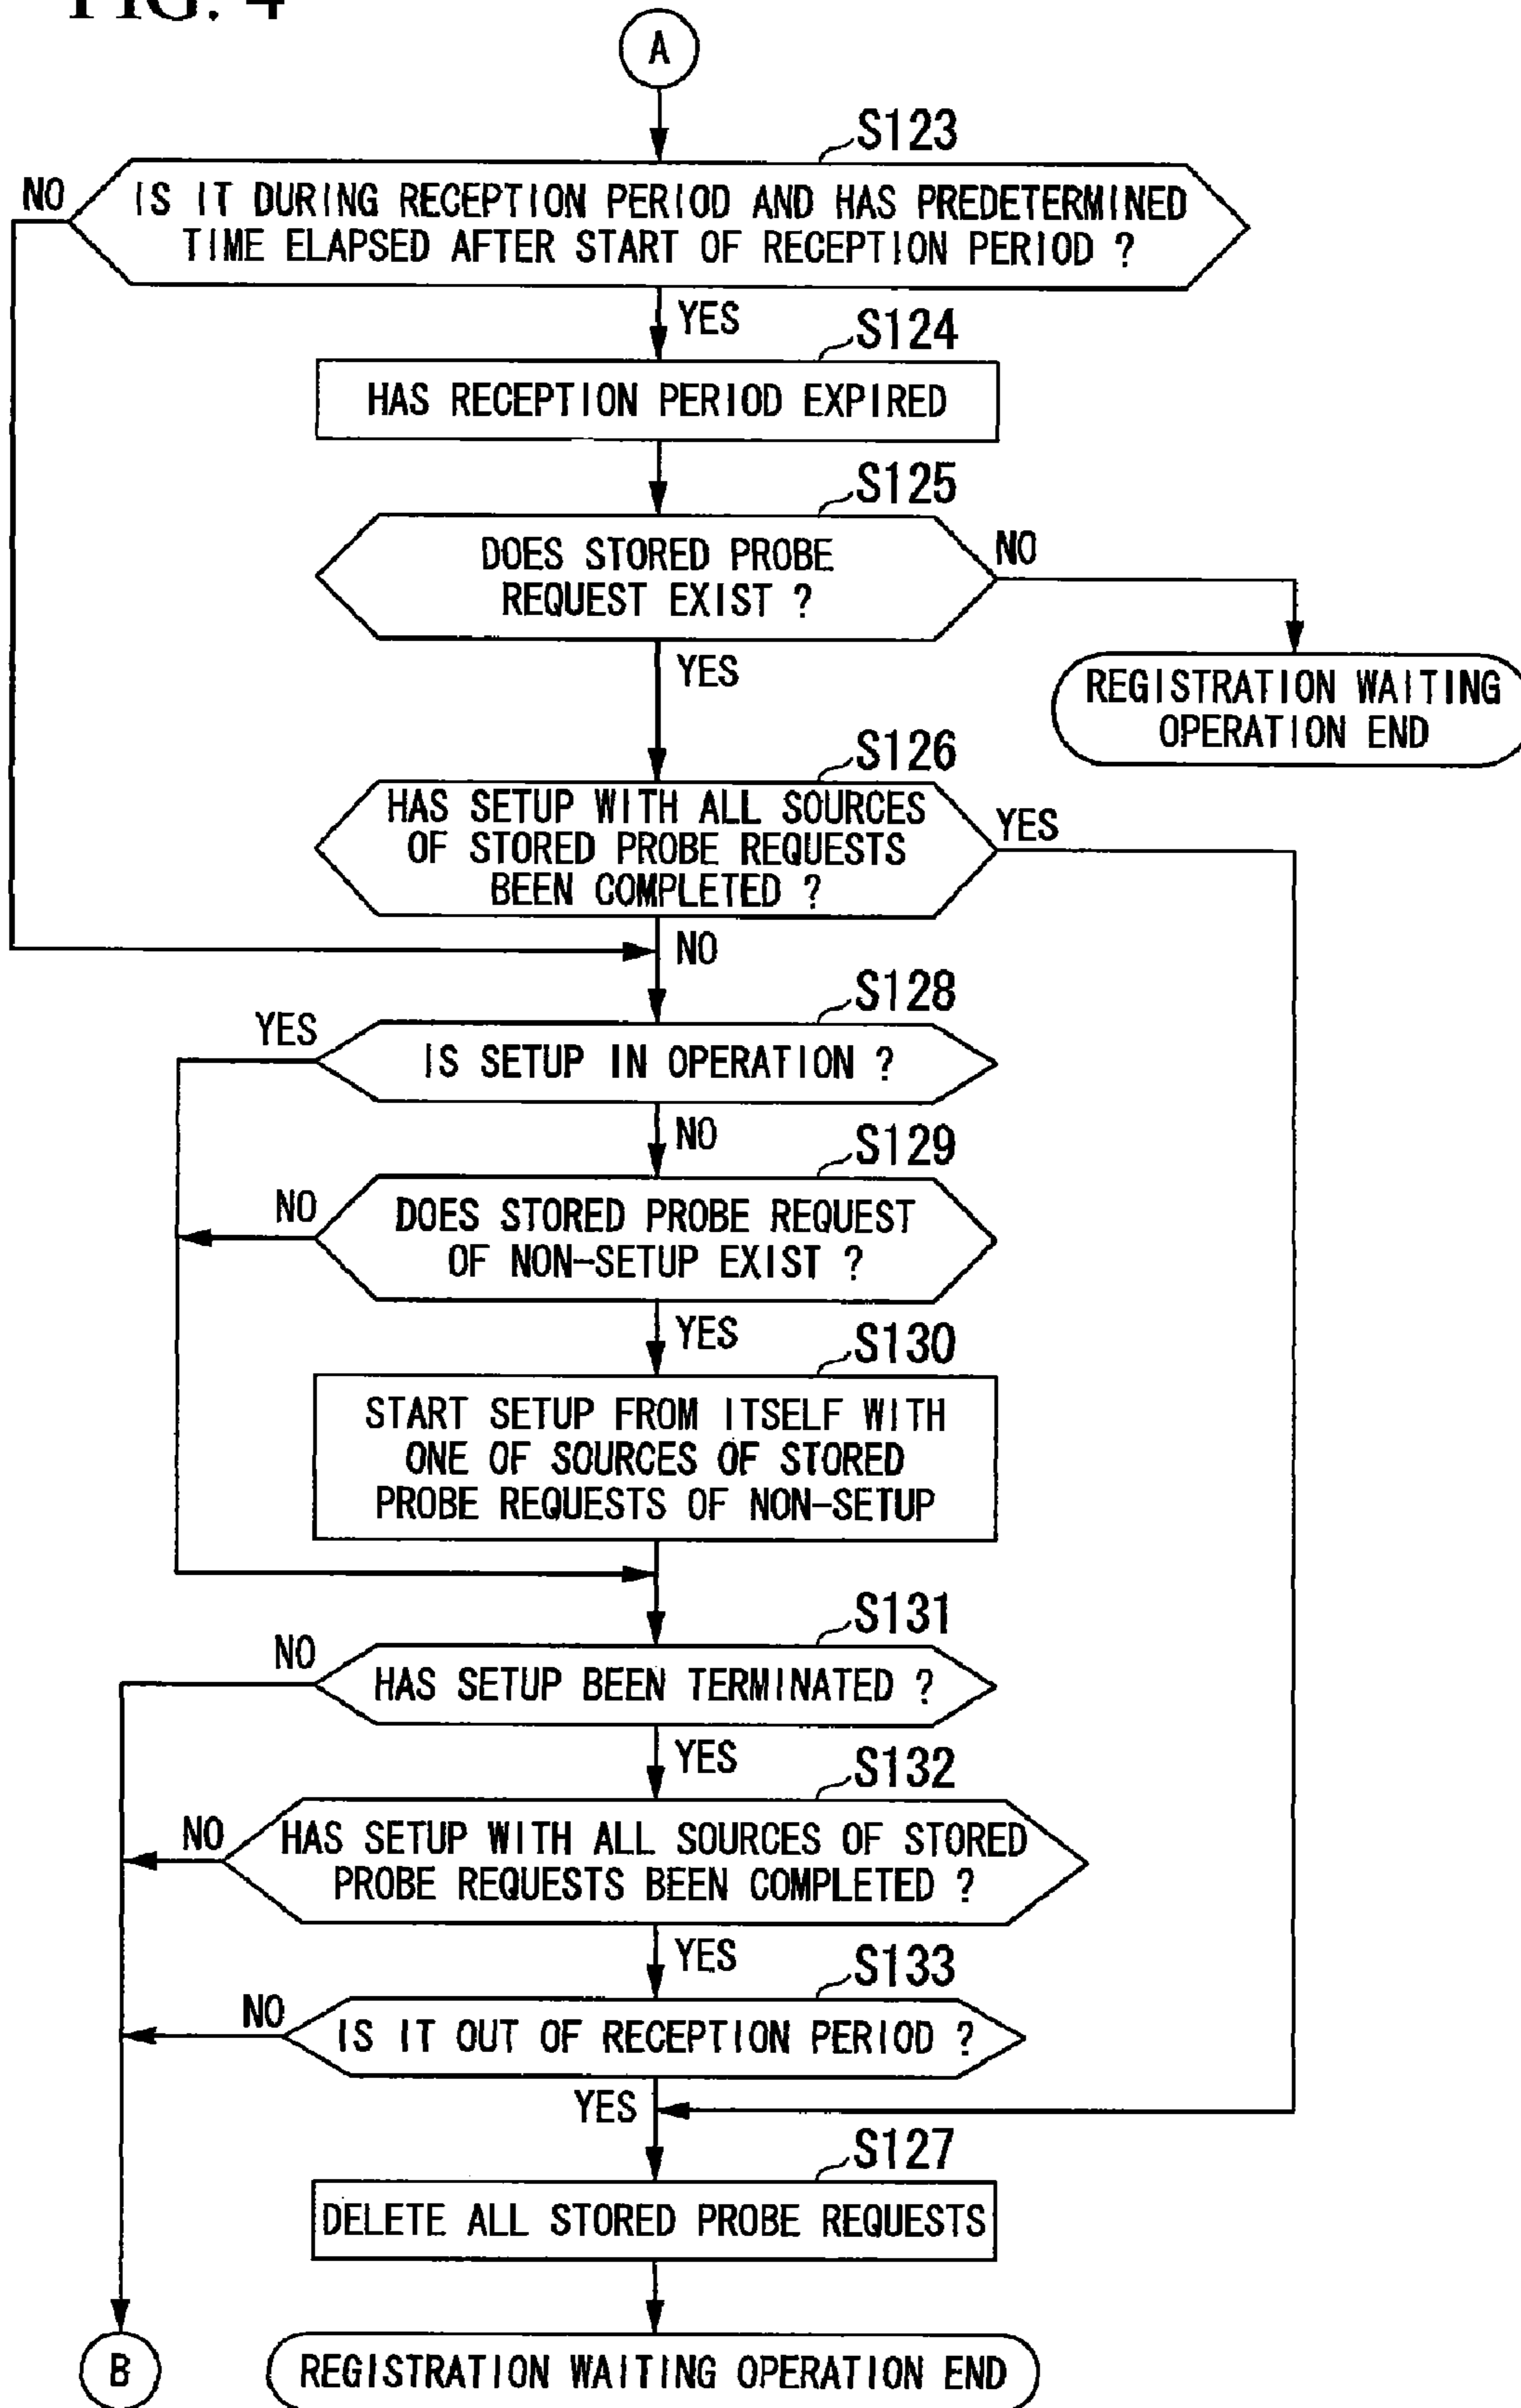 FIG. 4
A
S123
NO
IS IT DURING RECEPTION PERIOD AND HAS PREDETERMINED
TIME ELAPSED AFTER START OF RECEPTION PERIOD ?
YES
S124
HAS RECEPTION PERIOD EXPIRED
S125
DOES STORED PROBE
REQUEST EXIST ?
NO
YES
REGISTRATION WAITING
OPERATION END
S126
HAS SETUP WITH ALL SOURCES
OF STORED PROBE REQUESTS
BEEN COMPLETED ?
YES
NO
S128
YES
IS SETUP IN OPERATION ?
NO
S129
NO
DOES STORED PROBE REQUEST
OF NON-SETUP EXIST ?
YES
S130
START SETUP FROM ITSELF WITH
ONE OF SOURCES OF STORED
PROBE REQUESTS OF NON-SETUP
S131
NO
HAS SETUP BEEN TERMINATED ?
YES
S132
NO
HAS SETUP WITH ALL SOURCES OF STORED
PROBE REQUESTS BEEN COMPLETED ?
YES
S133
NO
IS IT OUT OF RECEPTION PERIOD ?
YES
S127
DELETE ALL STORED PROBE REQUESTS
B
REGISTRATION WAITING OPERATION END